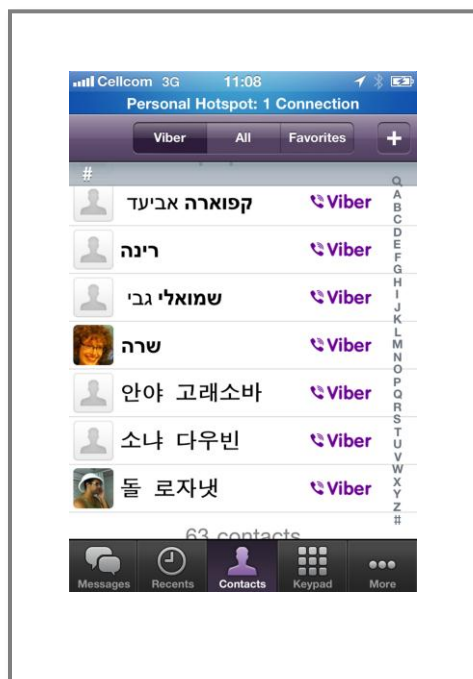 Cellcom 3G 11:08
Personal Hotspot: 1 Connection
Viber All Favorites +
#
קפוארה אביעד Viber
רינה Viber
שמואלי גבי Viber
שרה Viber
안야 고래소바 Viber
소냐 다우빈 Viber
돌 로자냇 Viber
63 contacts
A
B
C
D
E
F
G
H
I
J
K
L
M
N
O
P
Q
R
S
T
U
V
W
X
Y
Z
#
Messages Recents Contacts Keypad More